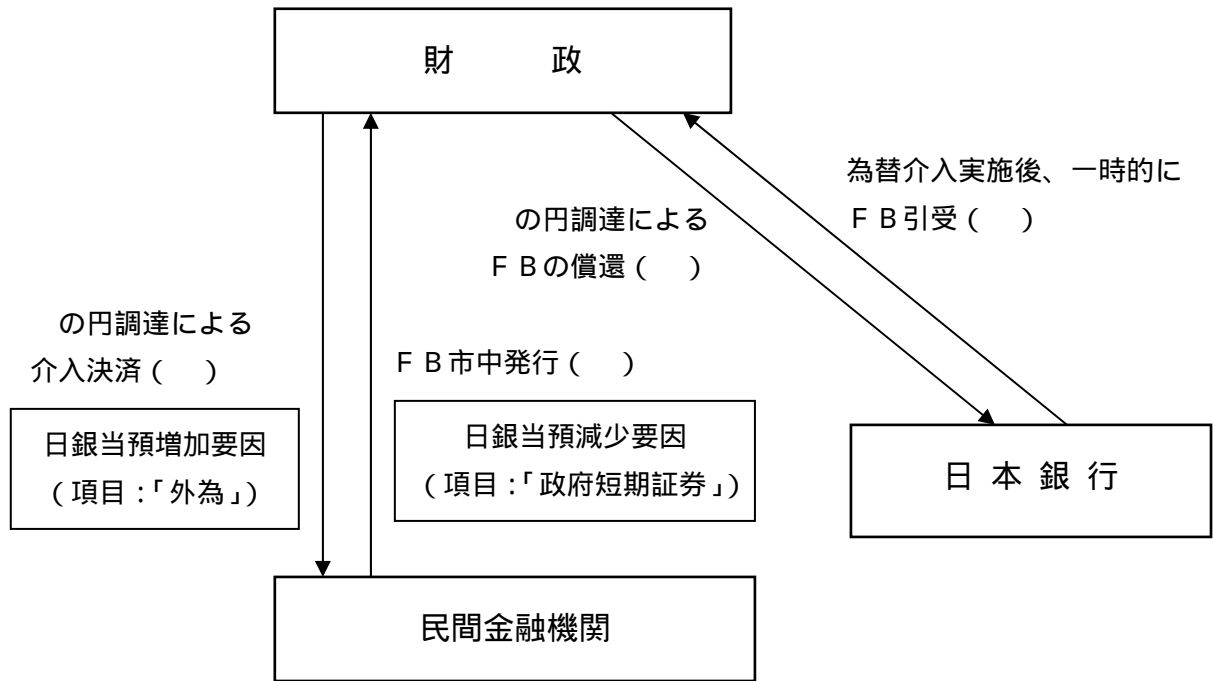 財　　　政
為替介入実施後、一時的に
ＦＢ引受（　）
の円調達による
ＦＢの償還（　）
の円調達による
介入決済（　）
ＦＢ市中発行（　）
日銀当預増加要因
（項目：「外為」）
日銀当預減少要因
（項目：「政府短期証券」）
日 本 銀 行
民間金融機関